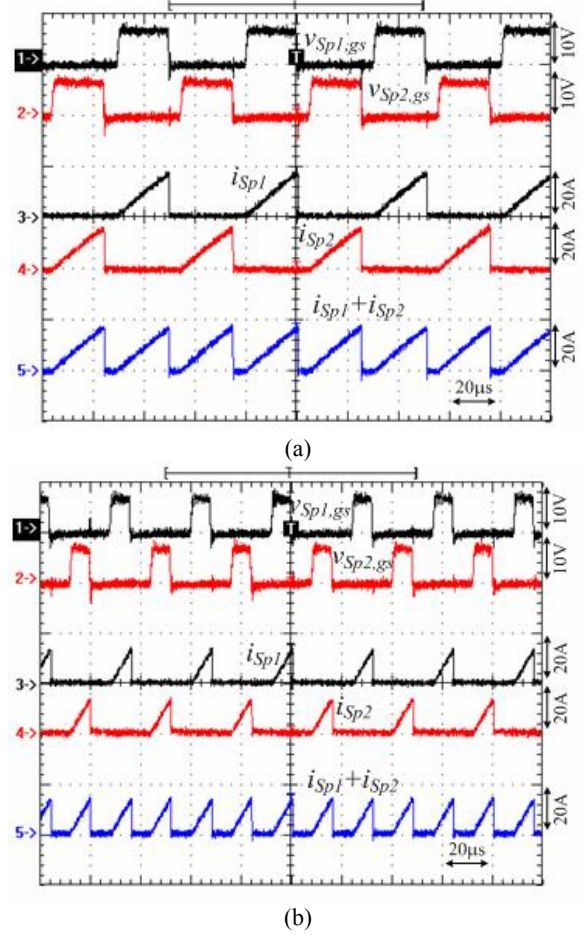 1->
v_Sp1,gs
10V
2->
v_Sp2,gs
10V
i_Sp1
3->
20A
i_Sp2
4->
20A
i_Sp1+i_Sp2
5->
20A
20µs
T
(a)
1->
v_Sp1,gs
10V
T
2->
v_Sp2,gs
10V
i_Sp1
3->
20A
i_Sp2
4->
20A
i_Sp1+i_Sp2
5->
20A
20µs
(b)